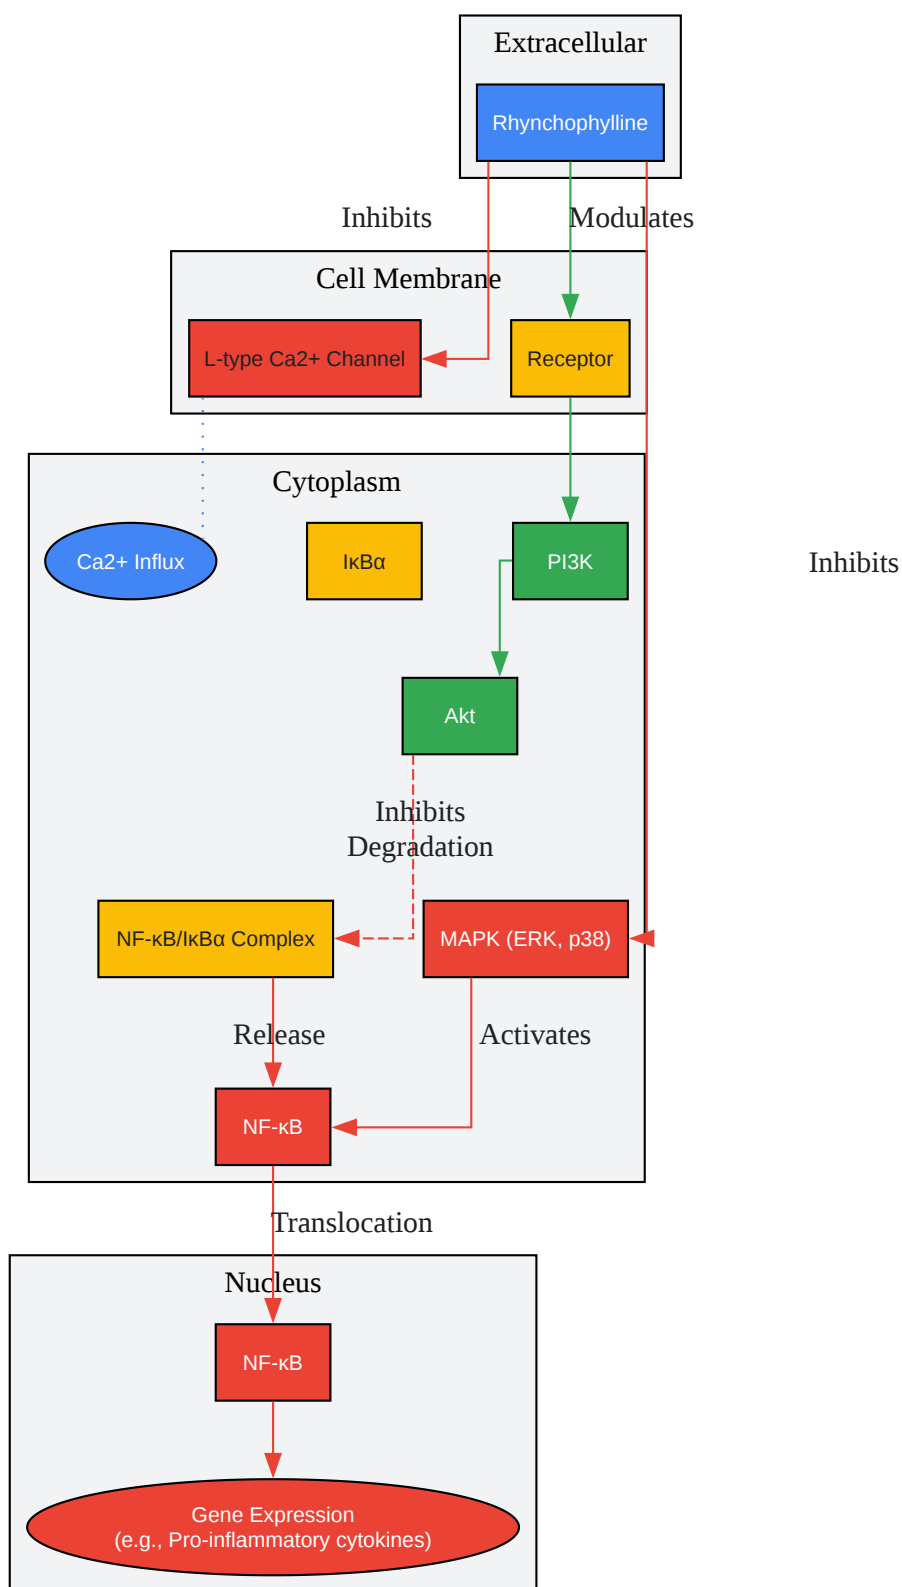 Extracellular
Rhynchophylline
Inhibits
Modulates
Cell Membrane
L-type Ca2+ Channel
Receptor
Cytoplasm
Ca2+ Influx
IκBα
PI3K
Inhibits
Akt
Inhibits
Degradation
NF-κB/IκBα Complex
MAPK (ERK, p38)
Release
Activates
NF-κB
Translocation
Nucleus
NF-κB
Gene Expression
(e.g., Pro-inflammatory cytokines)